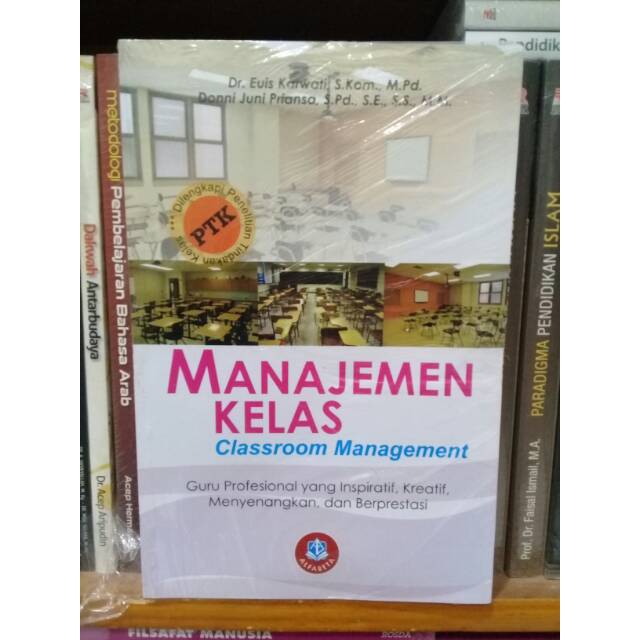 Dr. Euis Karwati, S.Kom., M.Pd.
Donni Juni Priansa, S.Pd., S.E., S.S., M.M.
Dilengkapi Penelitian Tindakan Kelas
PTK
MANAJEMEN
KELAS
Classroom Management
Guru Profesional yang Inspiratif, Kreatif,
Menyenangkan, dan Berprestasi
ALFABETA
Dakwah Antarbudaya
Dr. Acep Aripudin
metodologi
Pembelajaran Bahasa Arab
Acep
PARADIGMA PENDIDIKAN ISLAM
Prof. Dr. Faisal Ismail, M.A.
FILSAFAT MANUSIA
ROSDA